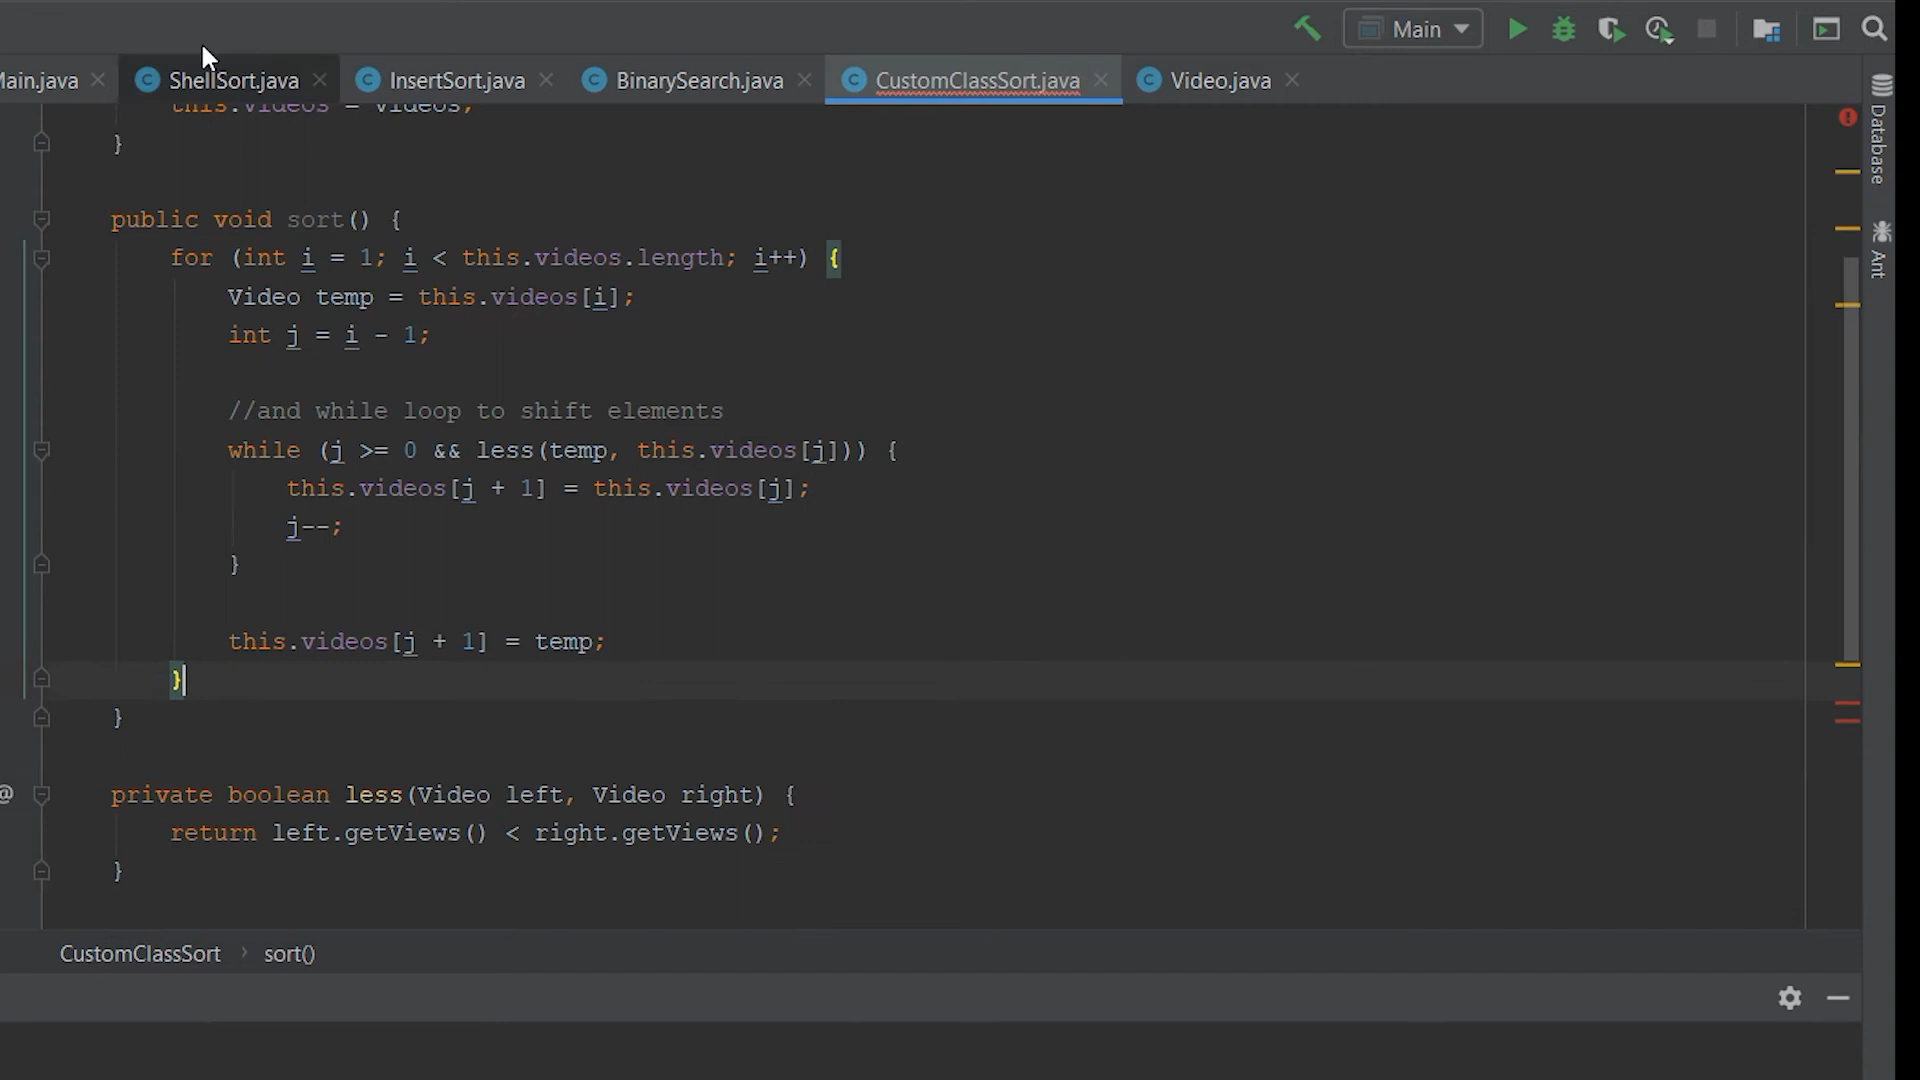 Main
Main.java
ShellSort.java
InsertSort.java
BinarySearch.java
CustomClassSort.java
Video.java
this.videos = videos;
}
public void sort() {
for (int i = 1; i < this.videos.length; i++) {
Video temp = this.videos[i];
int j = i - 1;
//and while loop to shift elements
while (j >= 0 && less(temp, this.videos[j])) {
this.videos[j + 1] = this.videos[j];
j--;
}
this.videos[j + 1] = temp;
}
}
@
private boolean less(Video left, Video right) {
return left.getViews() < right.getViews();
}
CustomClassSort › sort()
Database
Ant